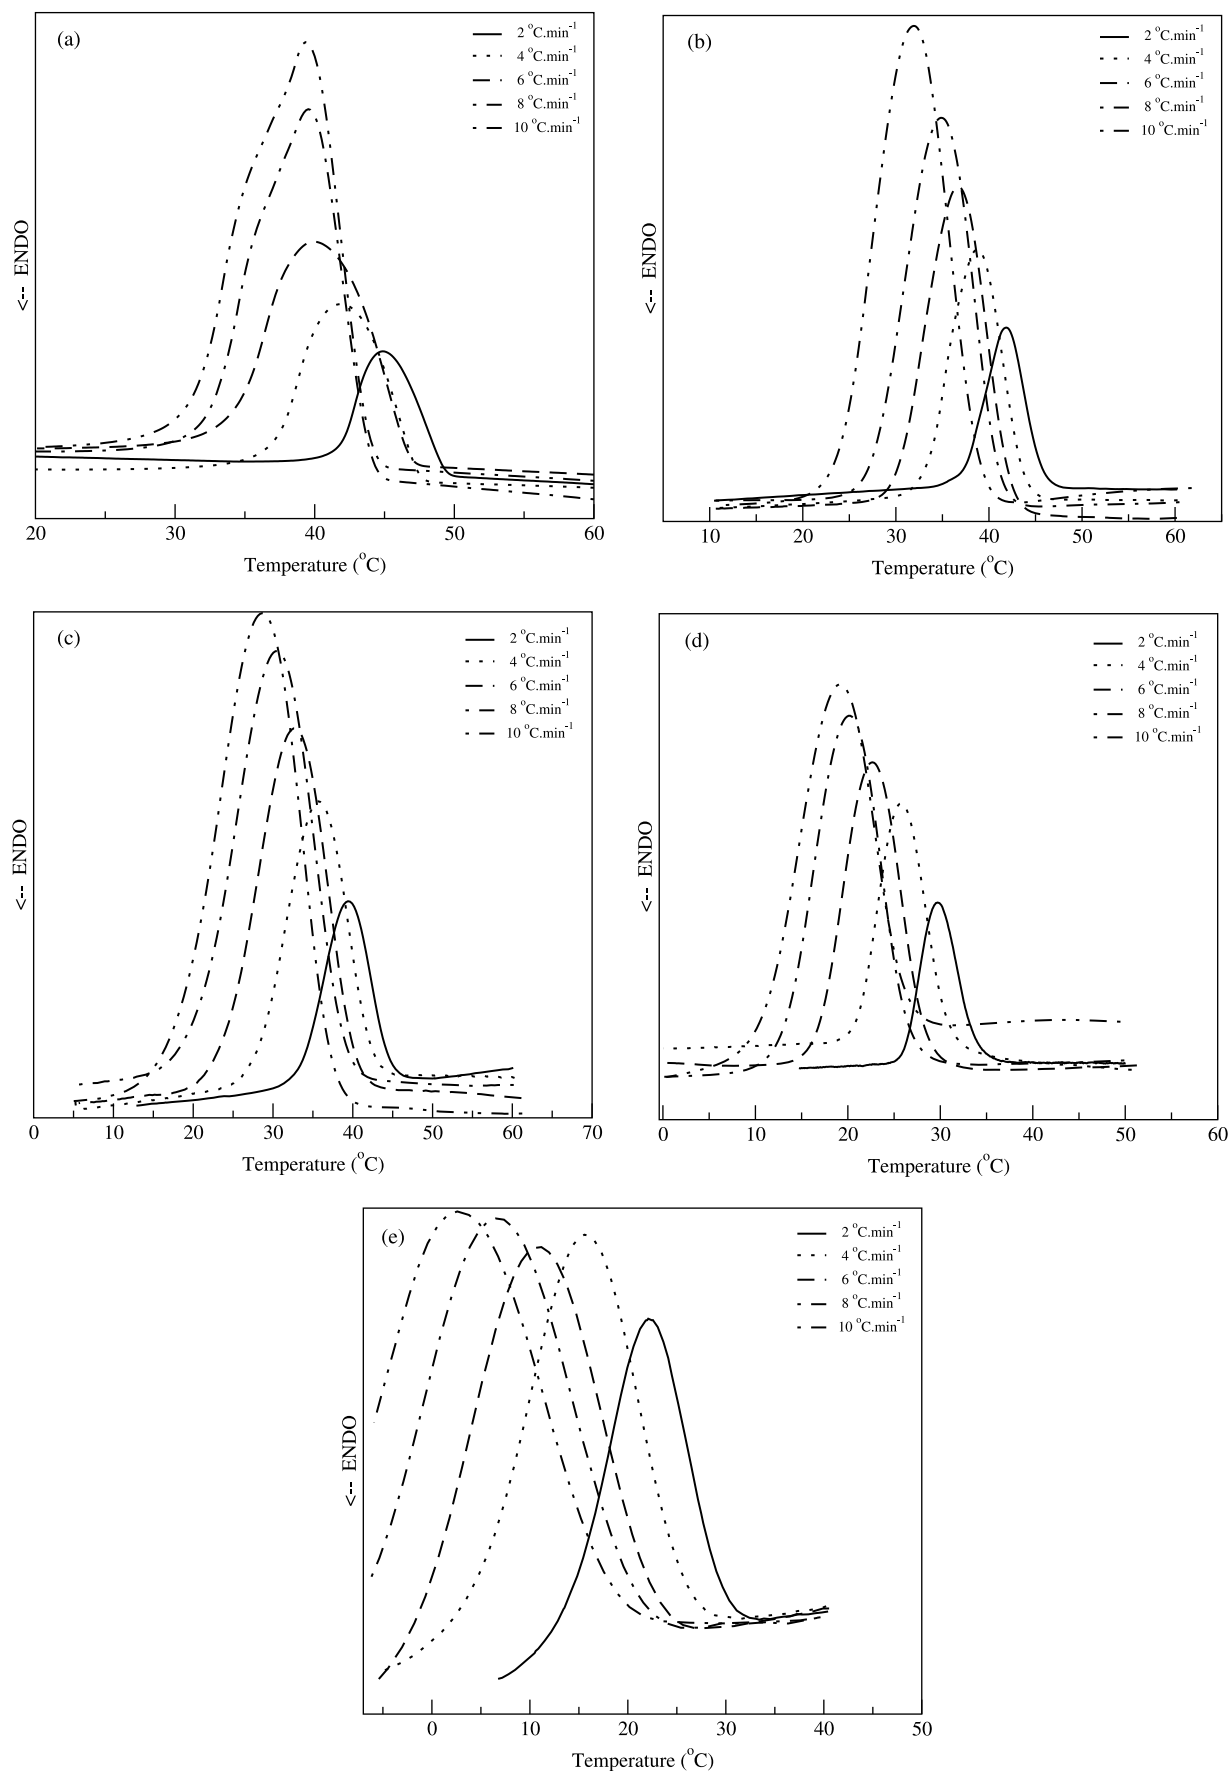 (a)
2 °C.min⁻¹
4 °C.min⁻¹
6 °C.min⁻¹
8 °C.min⁻¹
10 °C.min⁻¹
<-- ENDO
20 30 40 50 60
Temperature (°C)
(b)
2 °C.min⁻¹
4 °C.min⁻¹
6 °C.min⁻¹
8 °C.min⁻¹
10 °C.min⁻¹
<-- ENDO
10 20 30 40 50 60
Temperature (°C)
(c)
2 °C.min⁻¹
4 °C.min⁻¹
6 °C.min⁻¹
8 °C.min⁻¹
10 °C.min⁻¹
<-- ENDO
0 10 20 30 40 50 60 70
Temperature (°C)
(d)
2 °C.min⁻¹
4 °C.min⁻¹
6 °C.min⁻¹
8 °C.min⁻¹
10 °C.min⁻¹
<-- ENDO
0 10 20 30 40 50 60
Temperature (°C)
(e)
2 °C.min⁻¹
4 °C.min⁻¹
6 °C.min⁻¹
8 °C.min⁻¹
10 °C.min⁻¹
<-- ENDO
0 10 20 30 40 50
Temperature (°C)